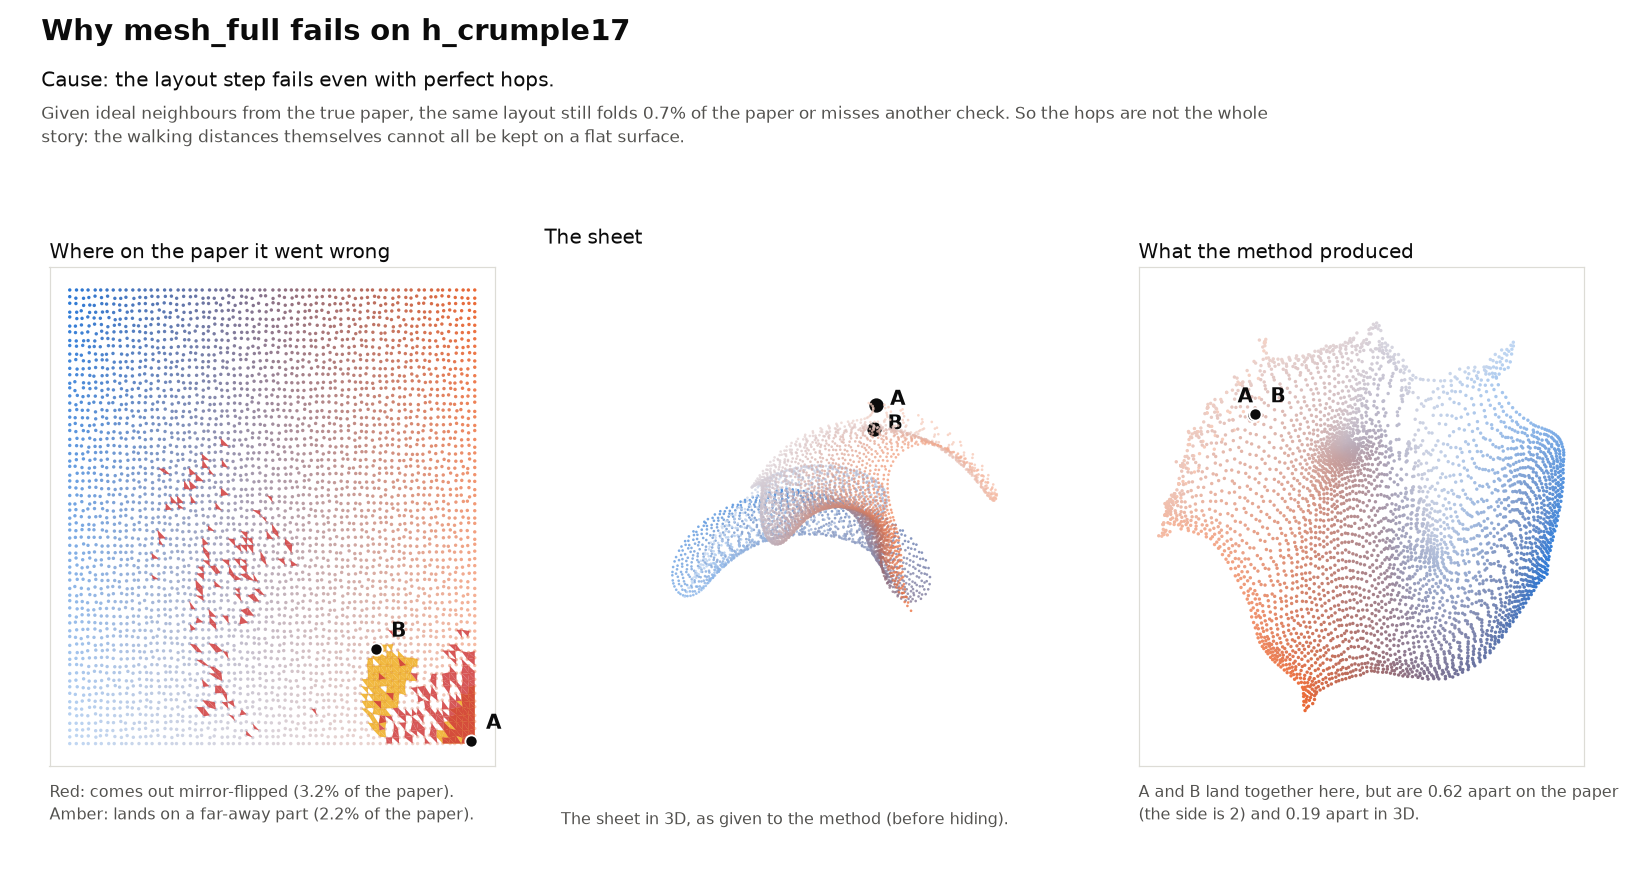 Why mesh_full fails on h_crumple17
Cause: the layout step fails even with perfect hops.
Given ideal neighbours from the true paper, the same layout still folds 0.7% of the paper or misses another check. So the hops are not the whole
story: the walking distances themselves cannot all be kept on a flat surface.
Where on the paper it went wrong
B
A
Red: comes out mirror-flipped (3.2% of the paper).
Amber: lands on a far-away part (2.2% of the paper).
The sheet
A
B
The sheet in 3D, as given to the method (before hiding).
What the method produced
A B
A and B land together here, but are 0.62 apart on the paper
(the side is 2) and 0.19 apart in 3D.